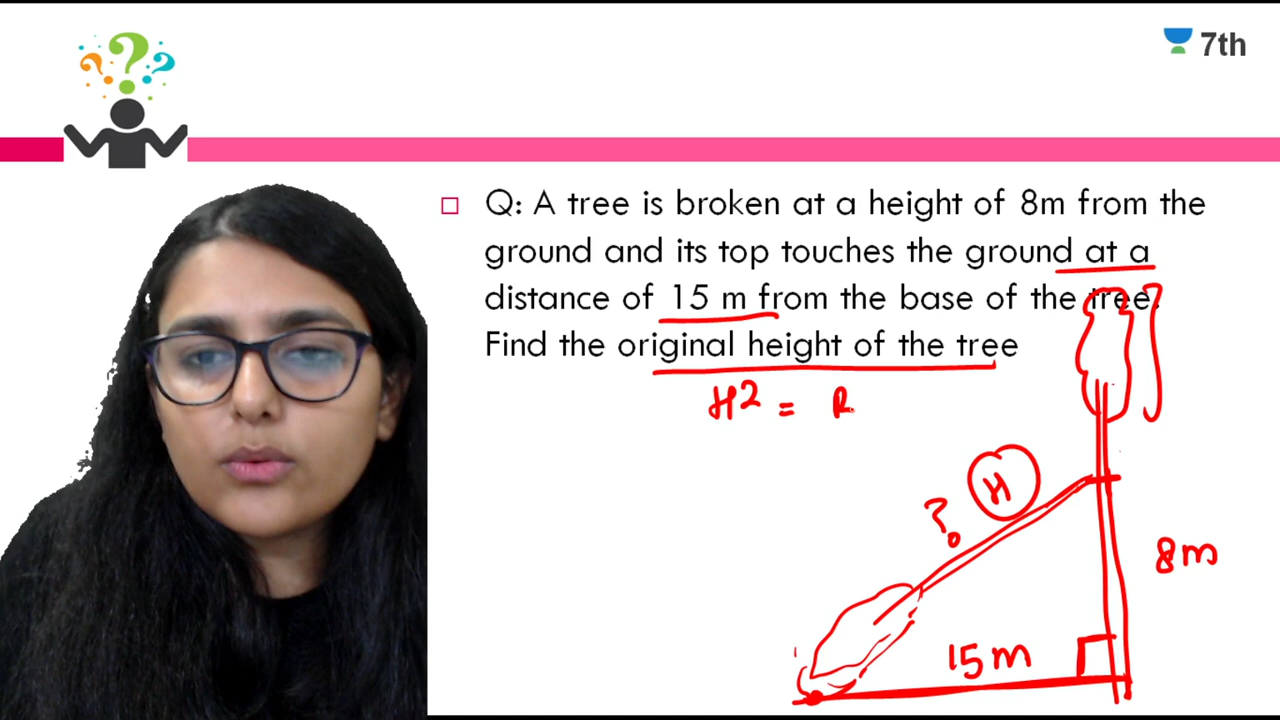 7th
Q: A tree is broken at a height of 8m from the
ground and its top touches the ground at a
distance of 15 m from the base of the tree.
Find the original height of the tree
H² =
H
?
8m
15m